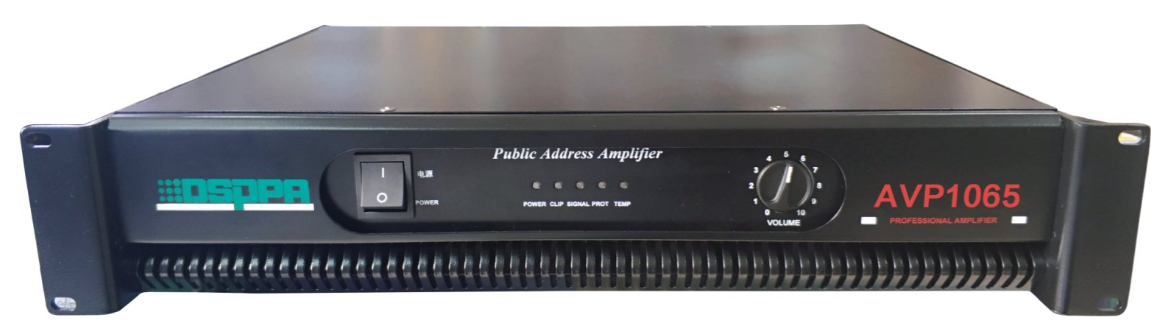 Public Address Amplifier
DSPPA
电源
POWER
POWER CLIP SIGNAL PROT TEMP
0 1 2 3 4 5 6 7 8 9 10
VOLUME
AVP1065
PROFESSIONAL AMPLIFIER